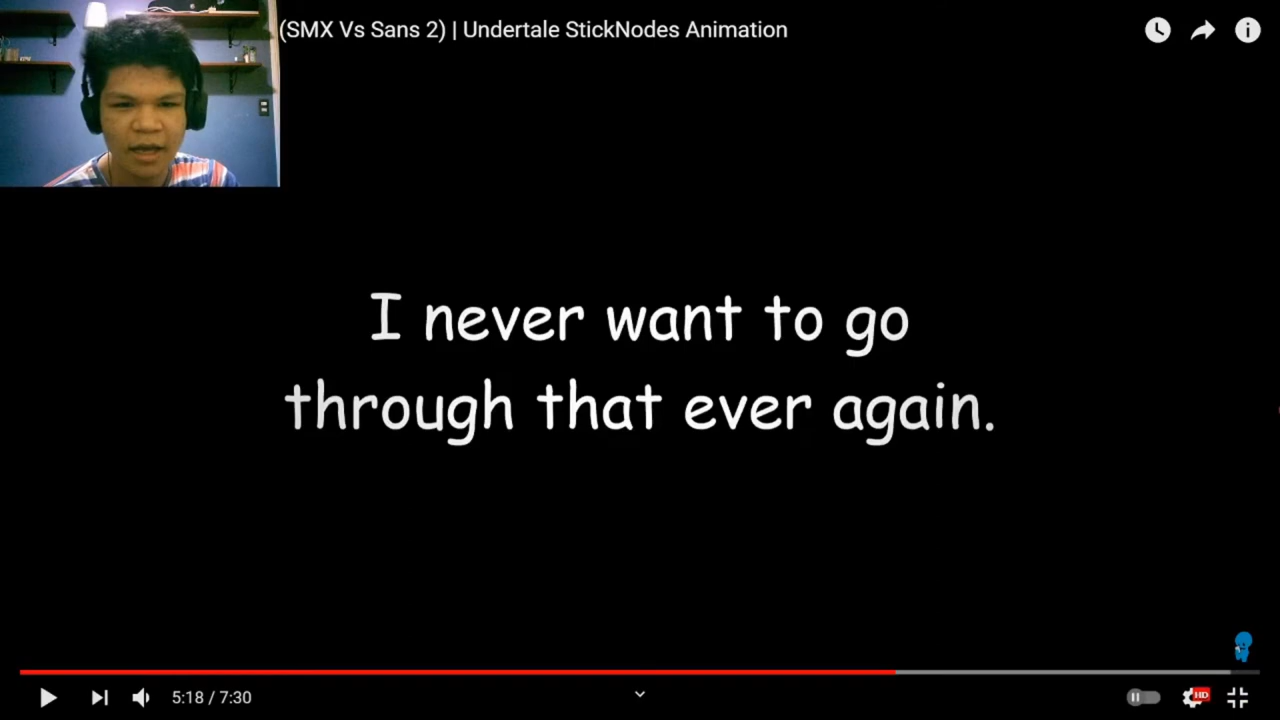 (SMX Vs Sans 2) | Undertale StickNodes Animation
I never want to go
through that ever again.
5:18 / 7:30
HD